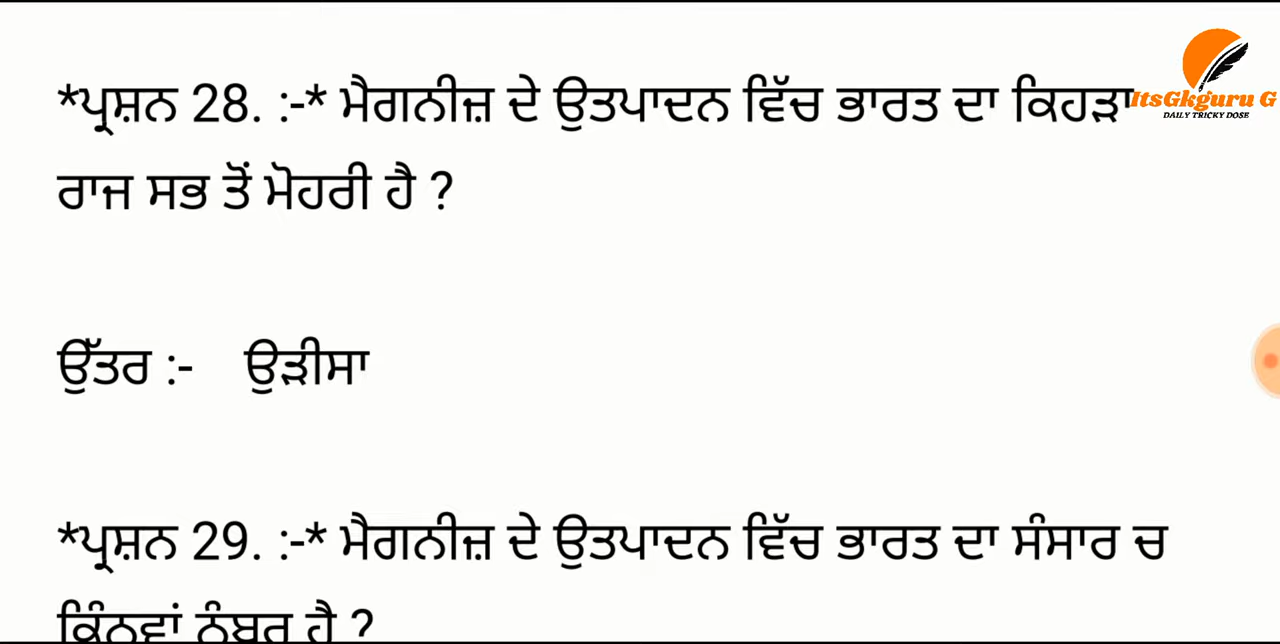 *ਪ੍ਰਸ਼ਨ 28. :-* ਮੈਗਨੀਜ਼ ਦੇ ਉਤਪਾਦਨ ਵਿੱਚ ਭਾਰਤ ਦਾ ਕਿਹੜਾ
ItsGkguru G
DAILY TRICKY DOSE
ਰਾਜ ਸਭ ਤੋਂ ਮੋਹਰੀ ਹੈ ?
ਉੱਤਰ :- ਉੜੀਸਾ
*ਪ੍ਰਸ਼ਨ 29. :-* ਮੈਗਨੀਜ਼ ਦੇ ਉਤਪਾਦਨ ਵਿੱਚ ਭਾਰਤ ਦਾ ਸੰਸਾਰ ਚ
ਕਿੰਨਵਾਂ ਨੰਬਰ ਹੈ ?